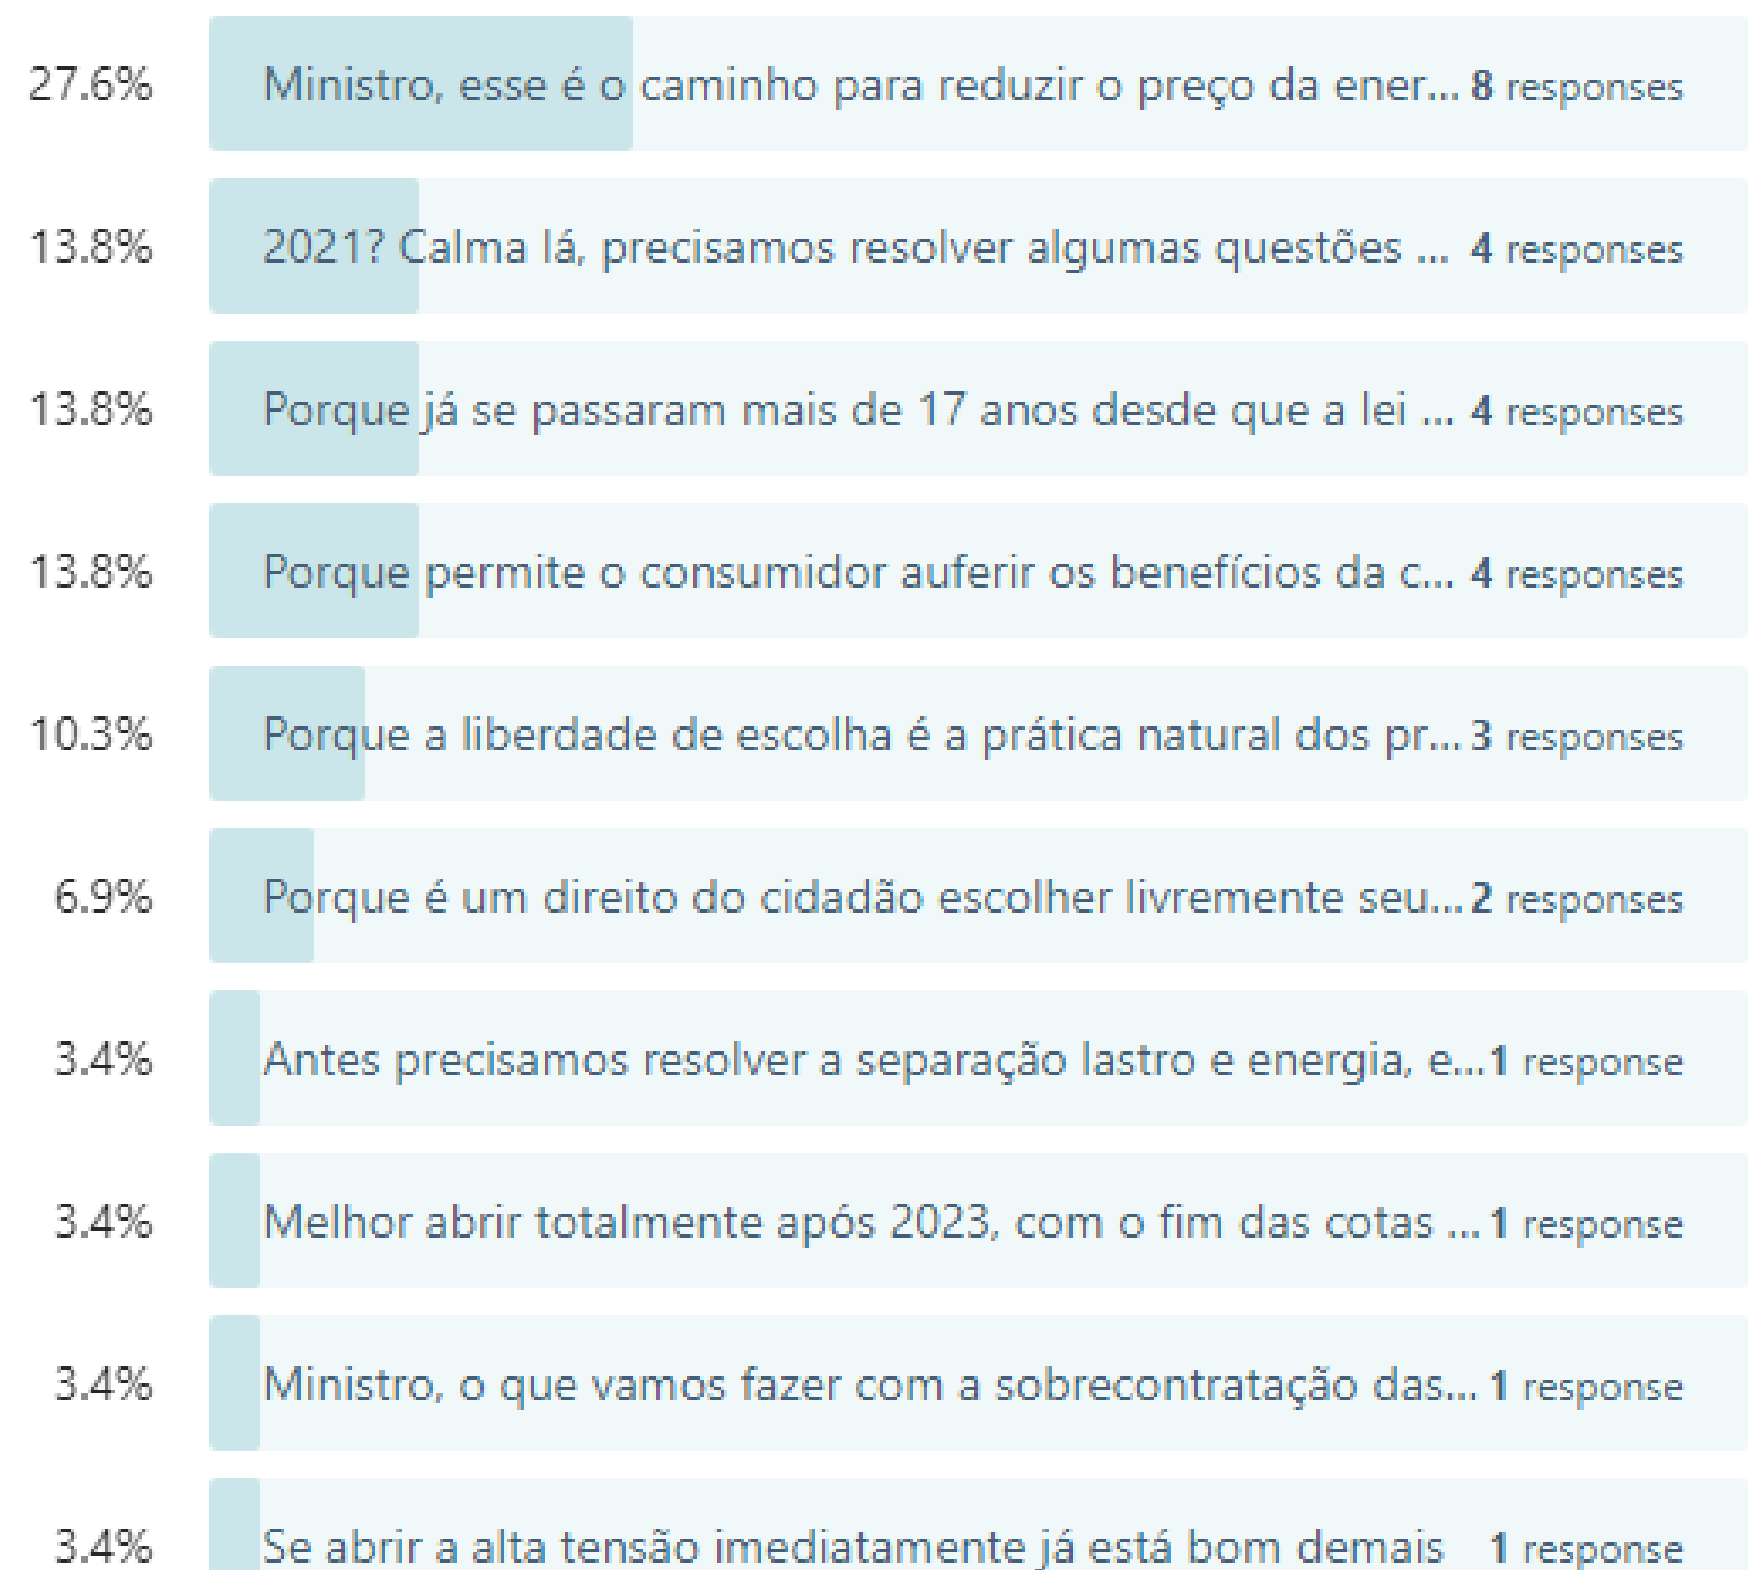 27.6% Ministro, esse é o caminho para reduzir o preço da ener... 8 responses
13.8% 2021? Calma lá, precisamos resolver algumas questões ... 4 responses
13.8% Porque já se passaram mais de 17 anos desde que a lei ... 4 responses
13.8% Porque permite o consumidor auferir os benefícios da c... 4 responses
10.3% Porque a liberdade de escolha é a prática natural dos pr... 3 responses
6.9% Porque é um direito do cidadão escolher livremente seu... 2 responses
3.4% Antes precisamos resolver a separação lastro e energia, e... 1 response
3.4% Melhor abrir totalmente após 2023, com o fim das cotas ... 1 response
3.4% Ministro, o que vamos fazer com a sobrecontratação das... 1 response
3.4% Se abrir a alta tensão imediatamente já está bom demais 1 response